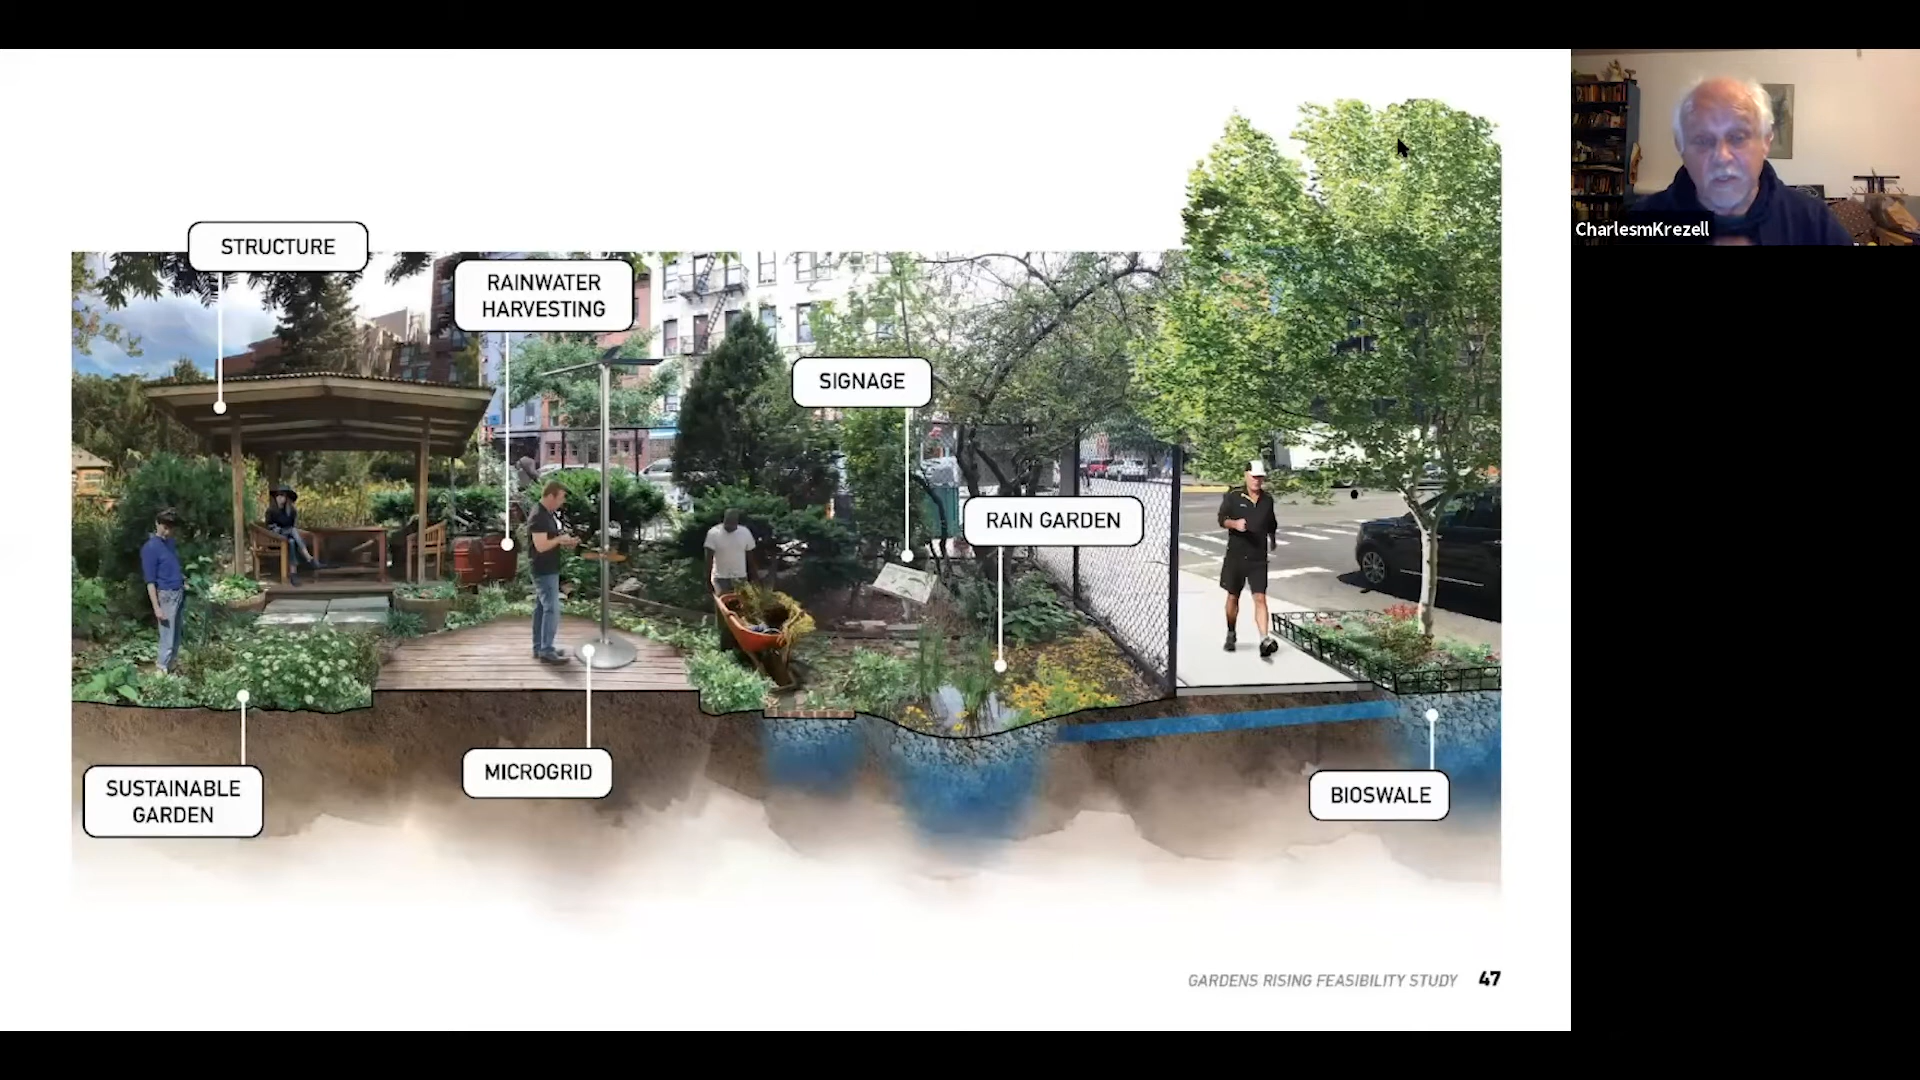 STRUCTURE
RAINWATER
HARVESTING
SIGNAGE
RAIN GARDEN
SUSTAINABLE
GARDEN
MICROGRID
BIOSWALE
GARDENS RISING FEASIBILITY STUDY 47
CharlesmKrezell